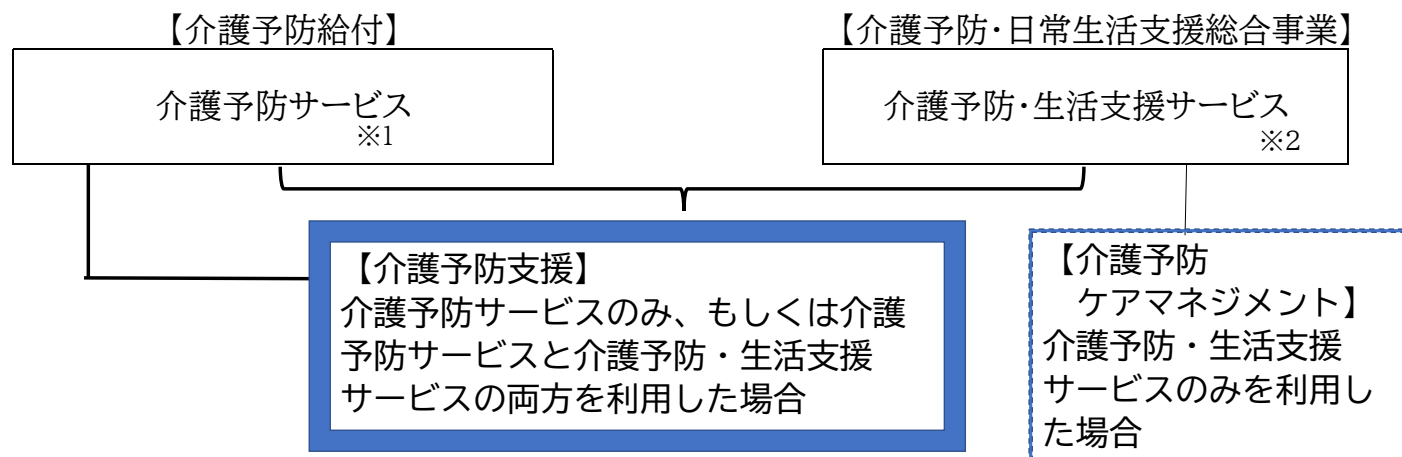 【介護予防給付】
【介護予防・日常生活支援総合事業】
介護予防サービス
※1
介護予防・生活支援サービス
※2
【介護予防支援】
介護予防サービスのみ、もしくは介護
予防サービスと介護予防・生活支援
サービスの両方を利用した場合
【介護予防
ケアマネジメント】
介護予防・生活支援
サービスのみを利用し
た場合